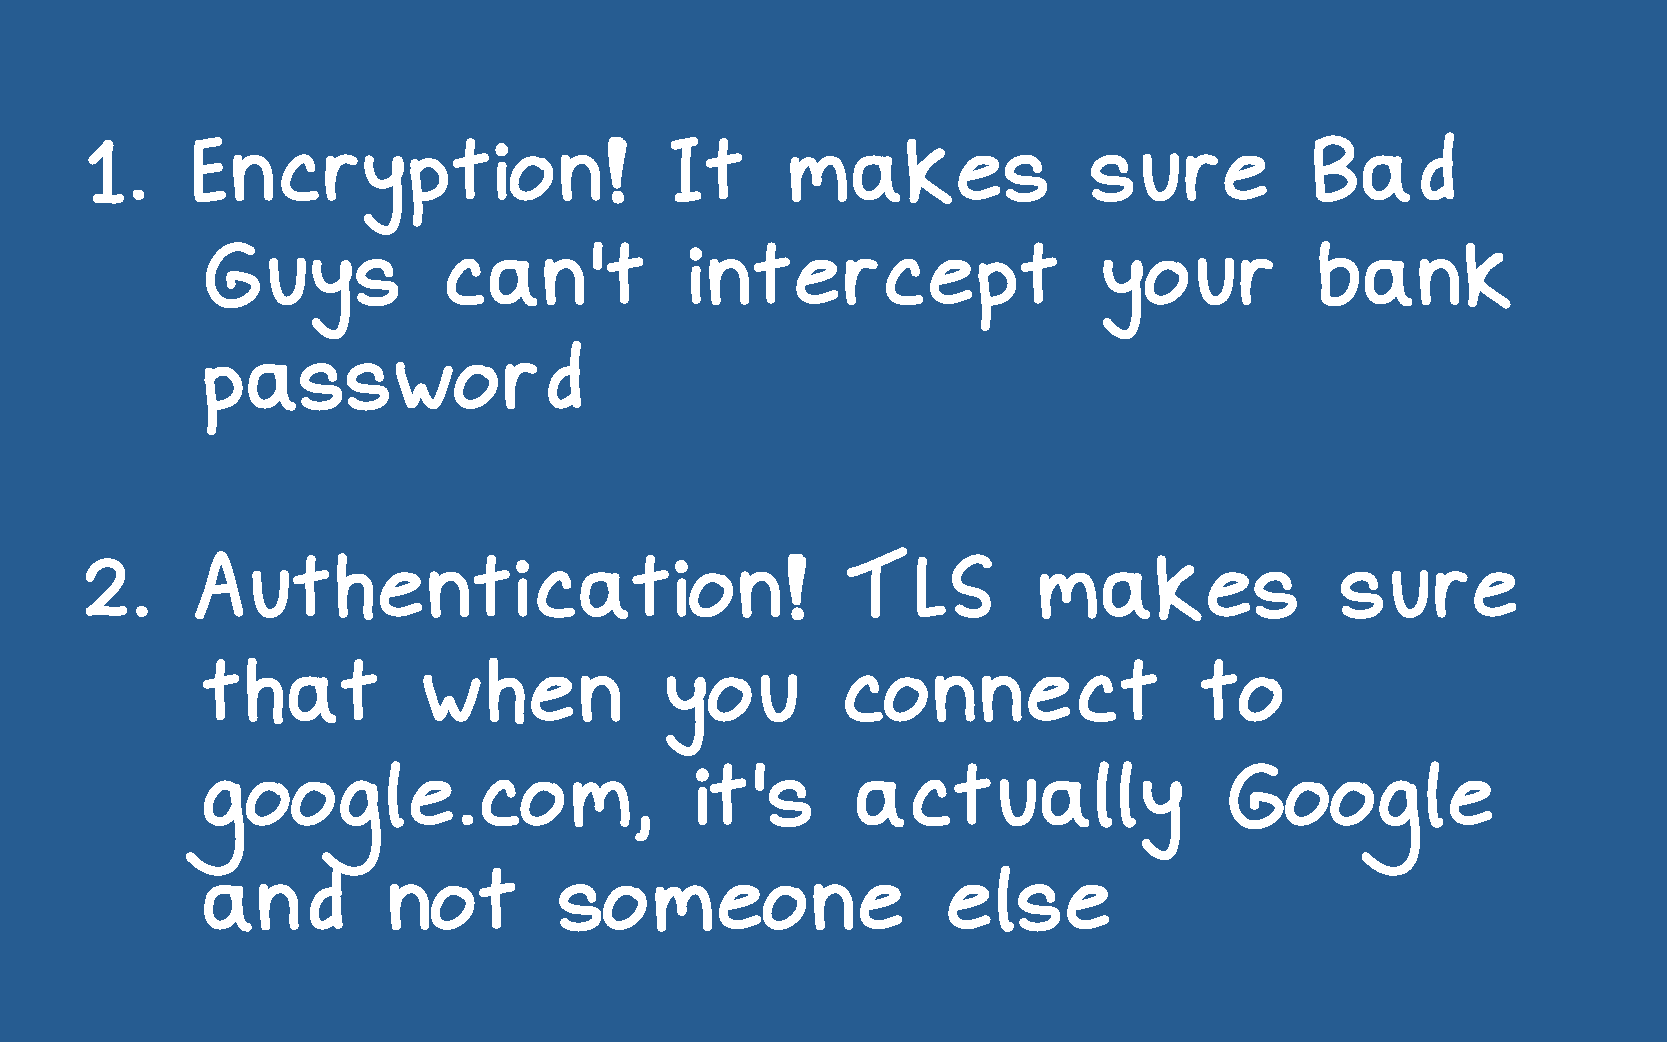 1. Encryption! It makes sure Bad
Guys can't intercept your bank
password
2. Authentication! TLS makes sure
that when you connect to
google.com, it's actually Google
and not someone else